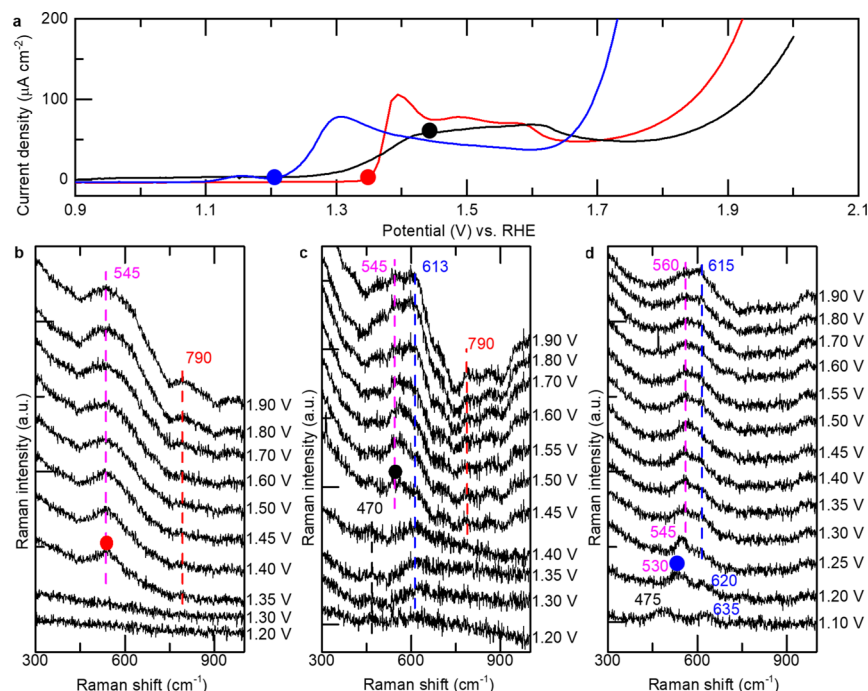 a
200
100
0
Current density (μA cm⁻²)
0.9 1.1 1.3 1.5 1.7 1.9 2.1
Potential (V) vs. RHE
b
545
790
1.90 V
1.80 V
1.70 V
1.60 V
1.50 V
1.45 V
1.40 V
1.35 V
1.30 V
1.20 V
Raman intensity (a.u.)
300 600 900
Raman shift (cm⁻¹)
c
545 613
790
470
1.90 V
1.80 V
1.70 V
1.60 V
1.55 V
1.50 V
1.45 V
1.40 V
1.35 V
1.30 V
1.20 V
Raman intensity (a.u.)
300 600 900
Raman shift (cm⁻¹)
d
560 615
545
530
620
475
635
1.90 V
1.80 V
1.70 V
1.60 V
1.55 V
1.50 V
1.45 V
1.40 V
1.35 V
1.30 V
1.25 V
1.20 V
1.10 V
Raman intensity (a.u.)
300 600 900
Raman shift (cm⁻¹)